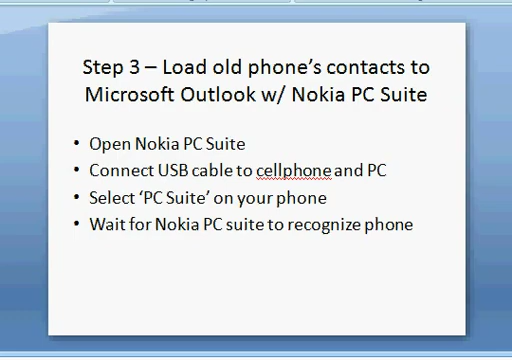 Step 3 – Load old phone’s contacts to
Microsoft Outlook w/ Nokia PC Suite
• Open Nokia PC Suite
• Connect USB cable to cellphone and PC
• Select ‘PC Suite’ on your phone
• Wait for Nokia PC suite to recognize phone